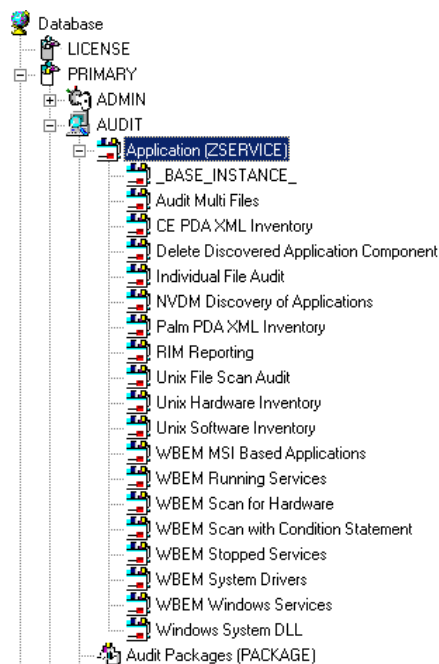 Database
LICENSE
PRIMARY
ADMIN
AUDIT
Application (ZSERVICE)
_BASE_INSTANCE_
Audit Multi Files
CE PDA XML Inventory
Delete Discovered Application Component
Individual File Audit
NVDM Discovery of Applications
Palm PDA XML Inventory
RIM Reporting
Unix File Scan Audit
Unix Hardware Inventory
Unix Software Inventory
WBEM MSI Based Applications
WBEM Running Services
WBEM Scan for Hardware
WBEM Scan with Condition Statement
WBEM Stopped Services
WBEM System Drivers
WBEM Windows Services
Windows System DLL
Audit Packages (PACKAGE)